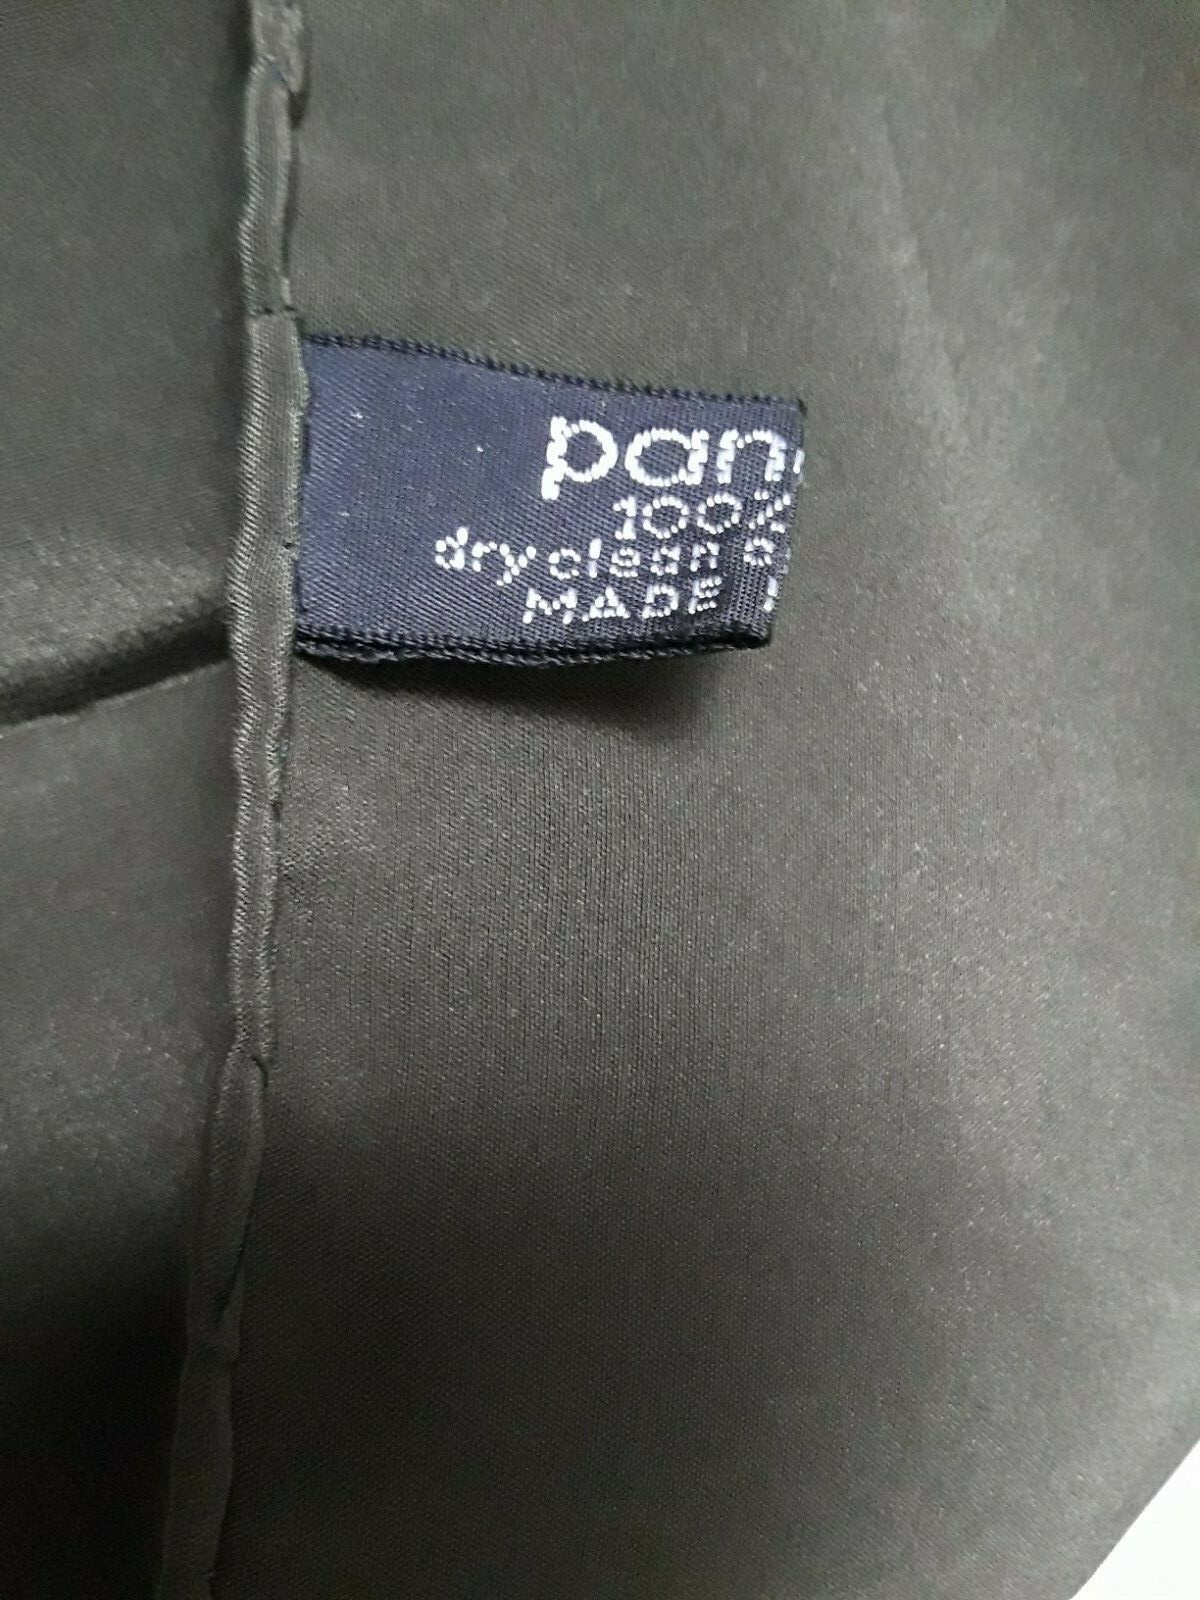 pan
100%
dry clean o
MADE I